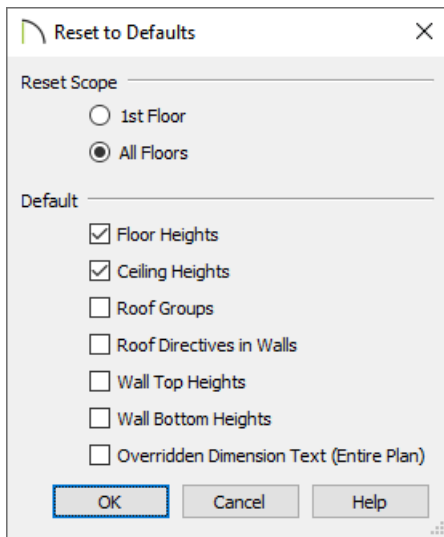 Reset to Defaults
Reset Scope
1st Floor
All Floors
Default
Floor Heights
Ceiling Heights
Roof Groups
Roof Directives in Walls
Wall Top Heights
Wall Bottom Heights
Overridden Dimension Text (Entire Plan)
OK Cancel Help